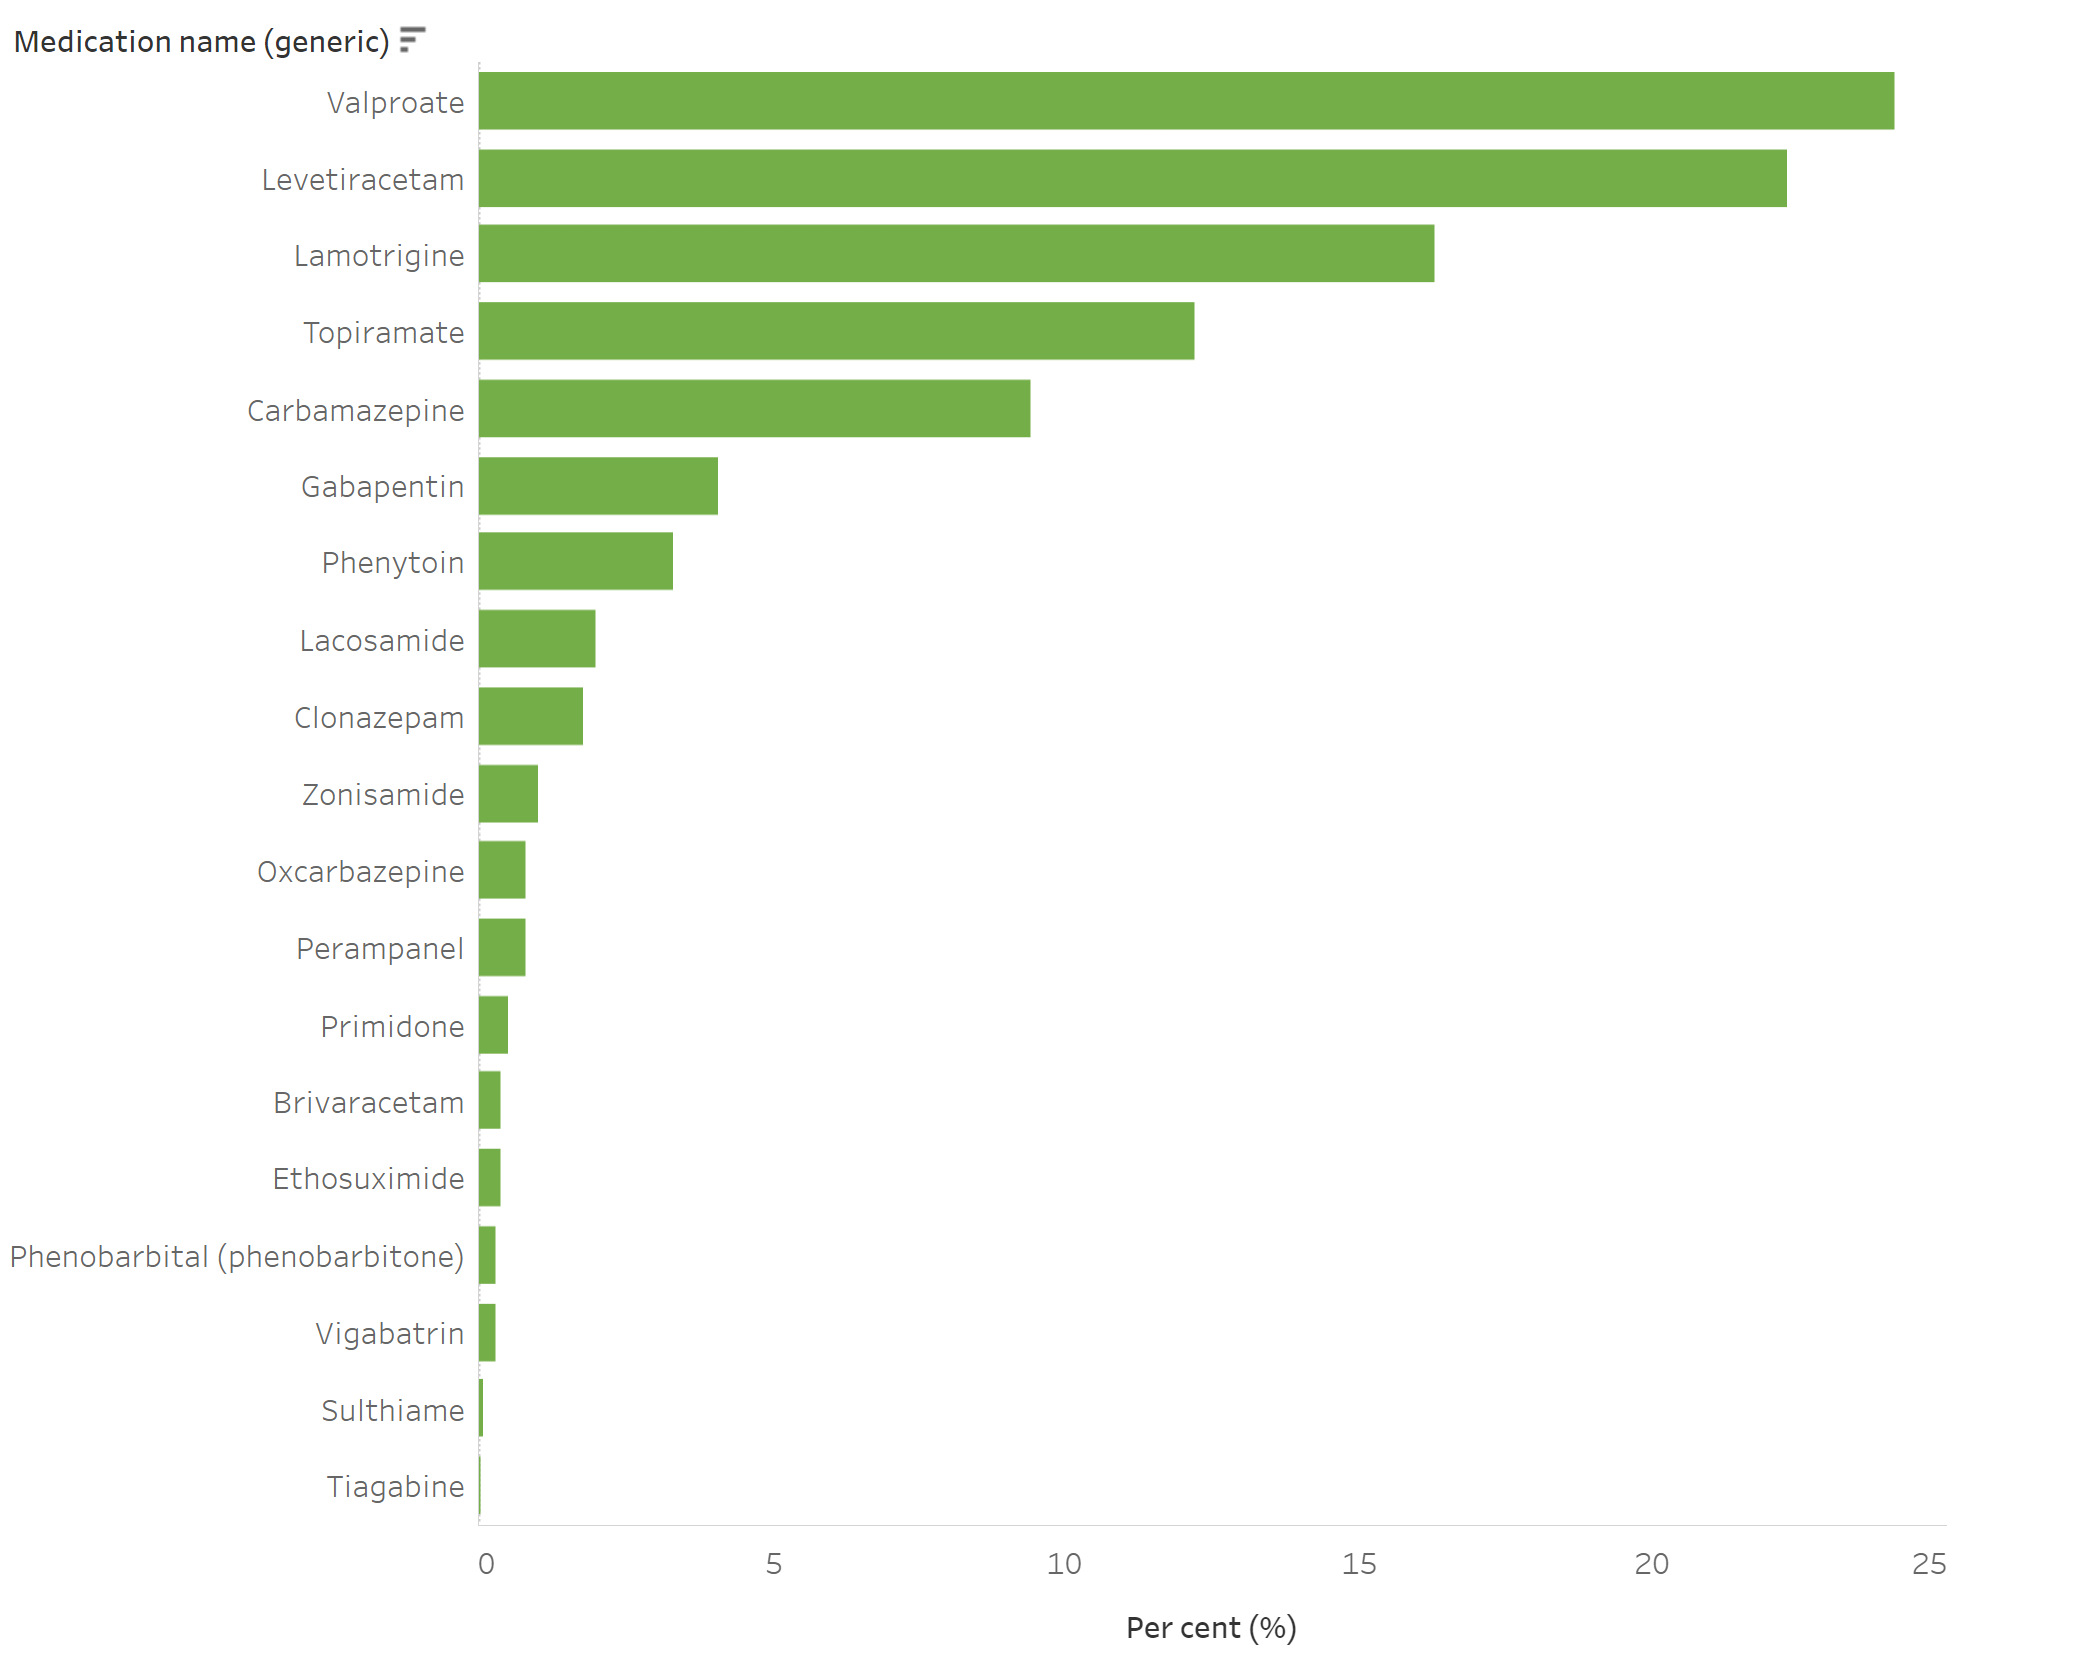 Medication name (generic)
Valproate
Levetiracetam
Lamotrigine
Topiramate
Carbamazepine
Gabapentin
Phenytoin
Lacosamide
Clonazepam
Zonisamide
Oxcarbazepine
Perampanel
Primidone
Brivaracetam
Ethosuximide
Phenobarbital (phenobarbitone)
Vigabatrin
Sulthiame
Tiagabine
0 5 10 15 20 25
Per cent (%)